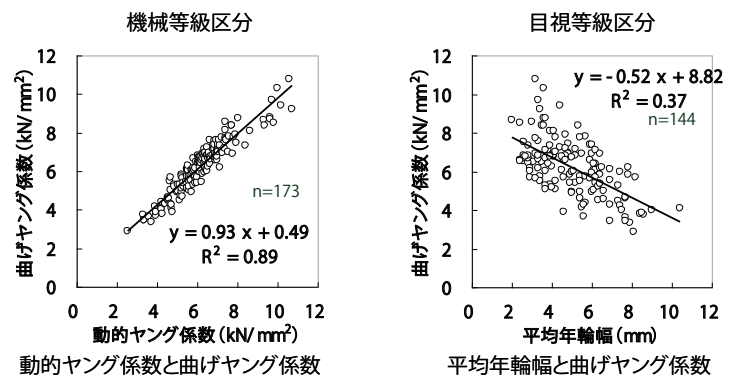 機械等級区分
12
10
8
6
4
2
0
曲げヤング係数(kN/mm²)
n=173
y = 0.93 x + 0.49
R² = 0.89
0 2 4 6 8 10 12
動的ヤング係数(kN/mm²)
動的ヤング係数と曲げヤング係数
目視等級区分
12
10
8
6
4
2
0
曲げヤング係数(kN/mm²)
y = - 0.52 x + 8.82
R² = 0.37
n=144
0 2 4 6 8 10 12
平均年輪幅(mm)
平均年輪幅と曲げヤング係数